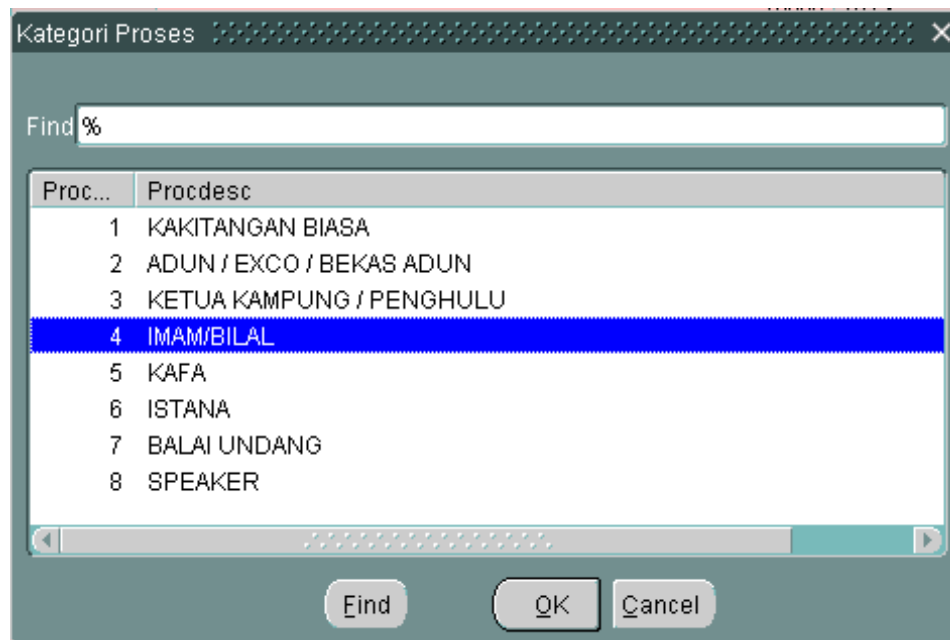 Kategori Proses
Find %
Proc... Procdesc
1 KAKITANGAN BIASA
2 ADUN / EXCO / BEKAS ADUN
3 KETUA KAMPUNG / PENGHULU
4 IMAM/BILAL
5 KAFA
6 ISTANA
7 BALAI UNDANG
8 SPEAKER
Find OK Cancel